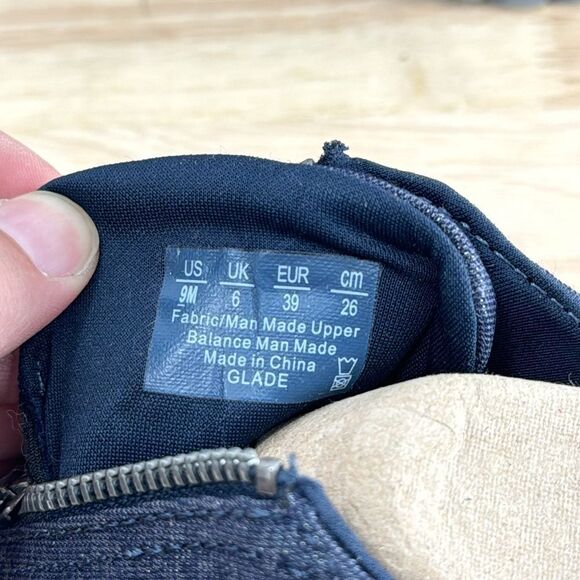 US UK EUR cm
9M 6 39 26
Fabric/Man Made Upper
Balance Man Made
Made in China
GLADE